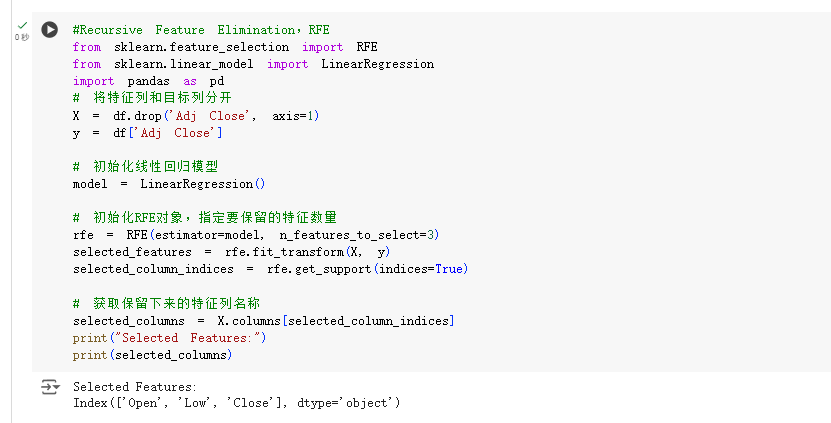 #Recursive Feature Elimination，RFE
from sklearn.feature_selection import RFE
from sklearn.linear_model import LinearRegression
import pandas as pd
# 将特征列和目标列分开
X = df.drop('Adj Close', axis=1)
y = df['Adj Close']
# 初始化线性回归模型
model = LinearRegression()
# 初始化RFE对象，指定要保留的特征数量
rfe = RFE(estimator=model, n_features_to_select=3)
selected_features = rfe.fit_transform(X, y)
selected_column_indices = rfe.get_support(indices=True)
# 获取保留下来的特征列名称
selected_columns = X.columns[selected_column_indices]
print("Selected Features:")
print(selected_columns)
0秒
Selected Features:
Index(['Open', 'Low', 'Close'], dtype='object')